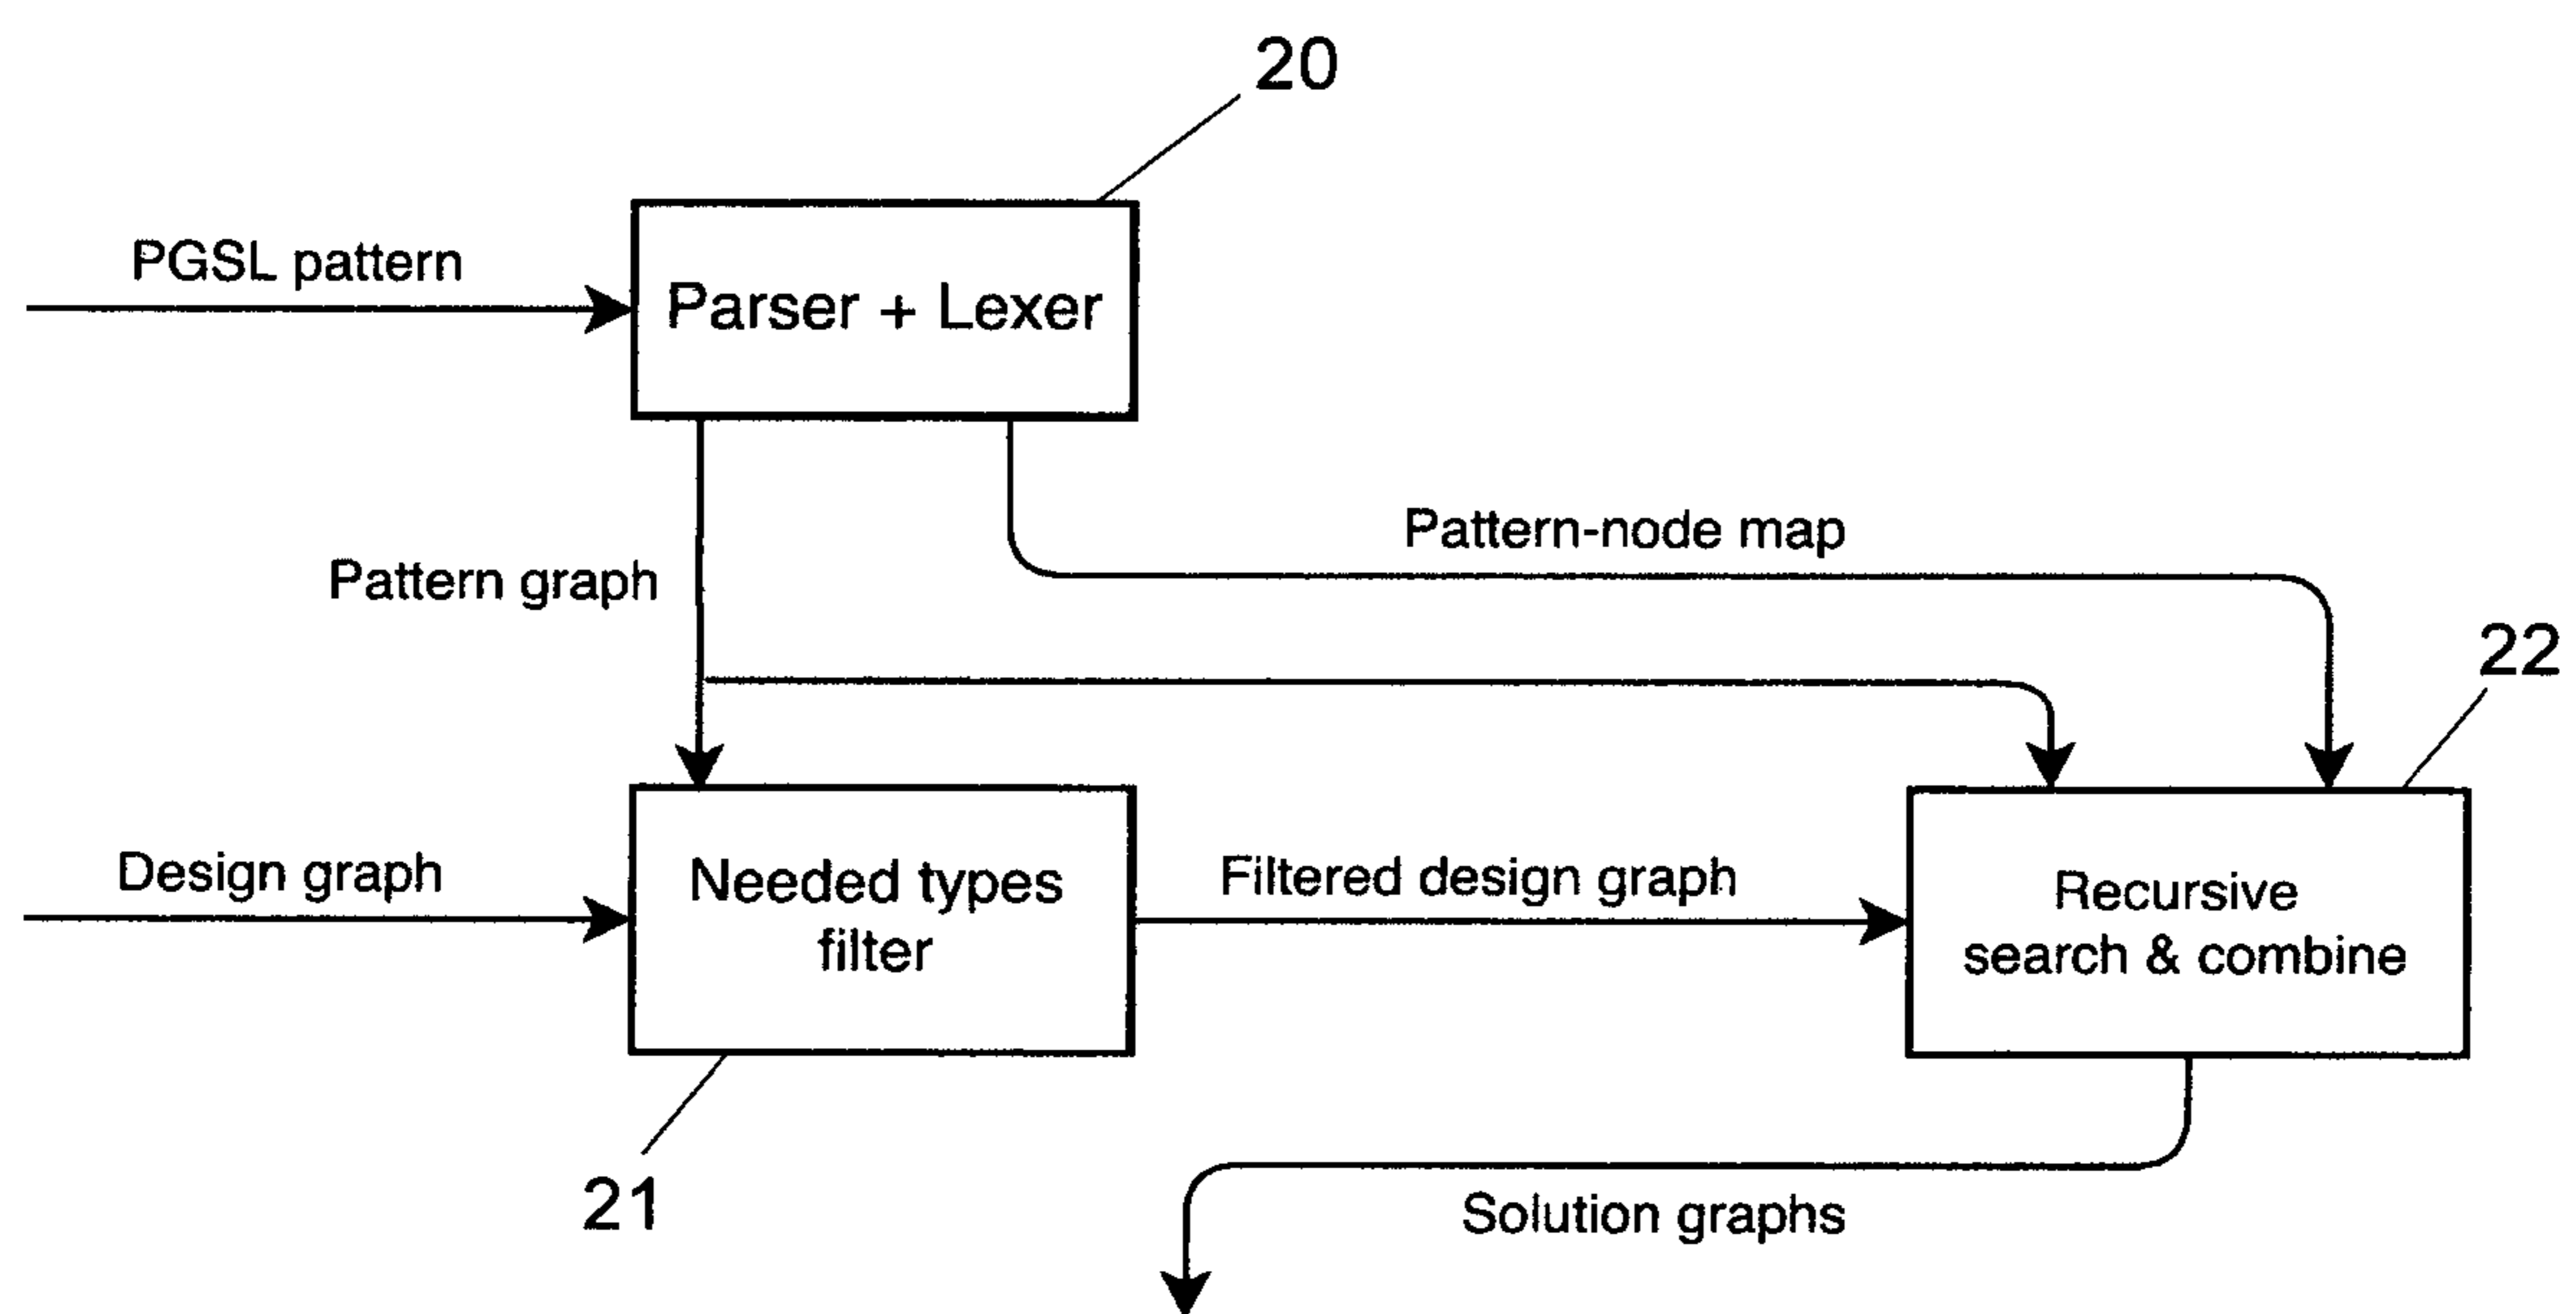 20
PGSL pattern
Parser + Lexer
Pattern-node map
Pattern graph
22
Design graph
Needed types
filter
Filtered design graph
Recursive
search & combine
21
Solution graphs